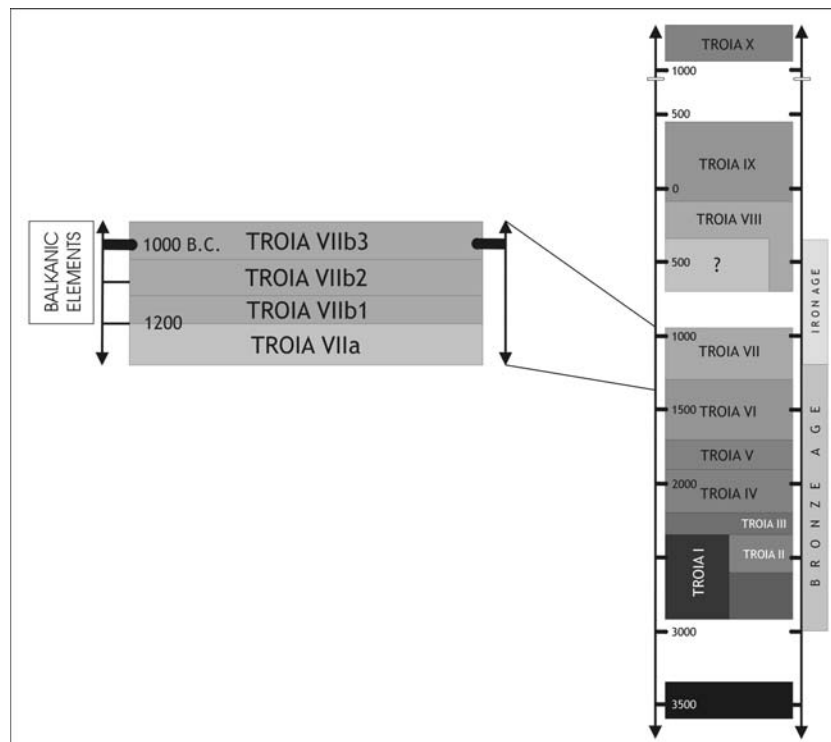 BALKANIC
ELEMENTS
1000 B.C.
TROIA VIIb3
TROIA VIIb2
TROIA VIIb1
1200
TROIA VIIa
TROIA X
1000
500
TROIA IX
0
TROIA VIII
?
500
1000
TROIA VII
1500
TROIA VI
TROIA V
2000
TROIA IV
TROIA III
TROIA II
TROIA I
3000
3500
IRON AGE
BRONZE AGE